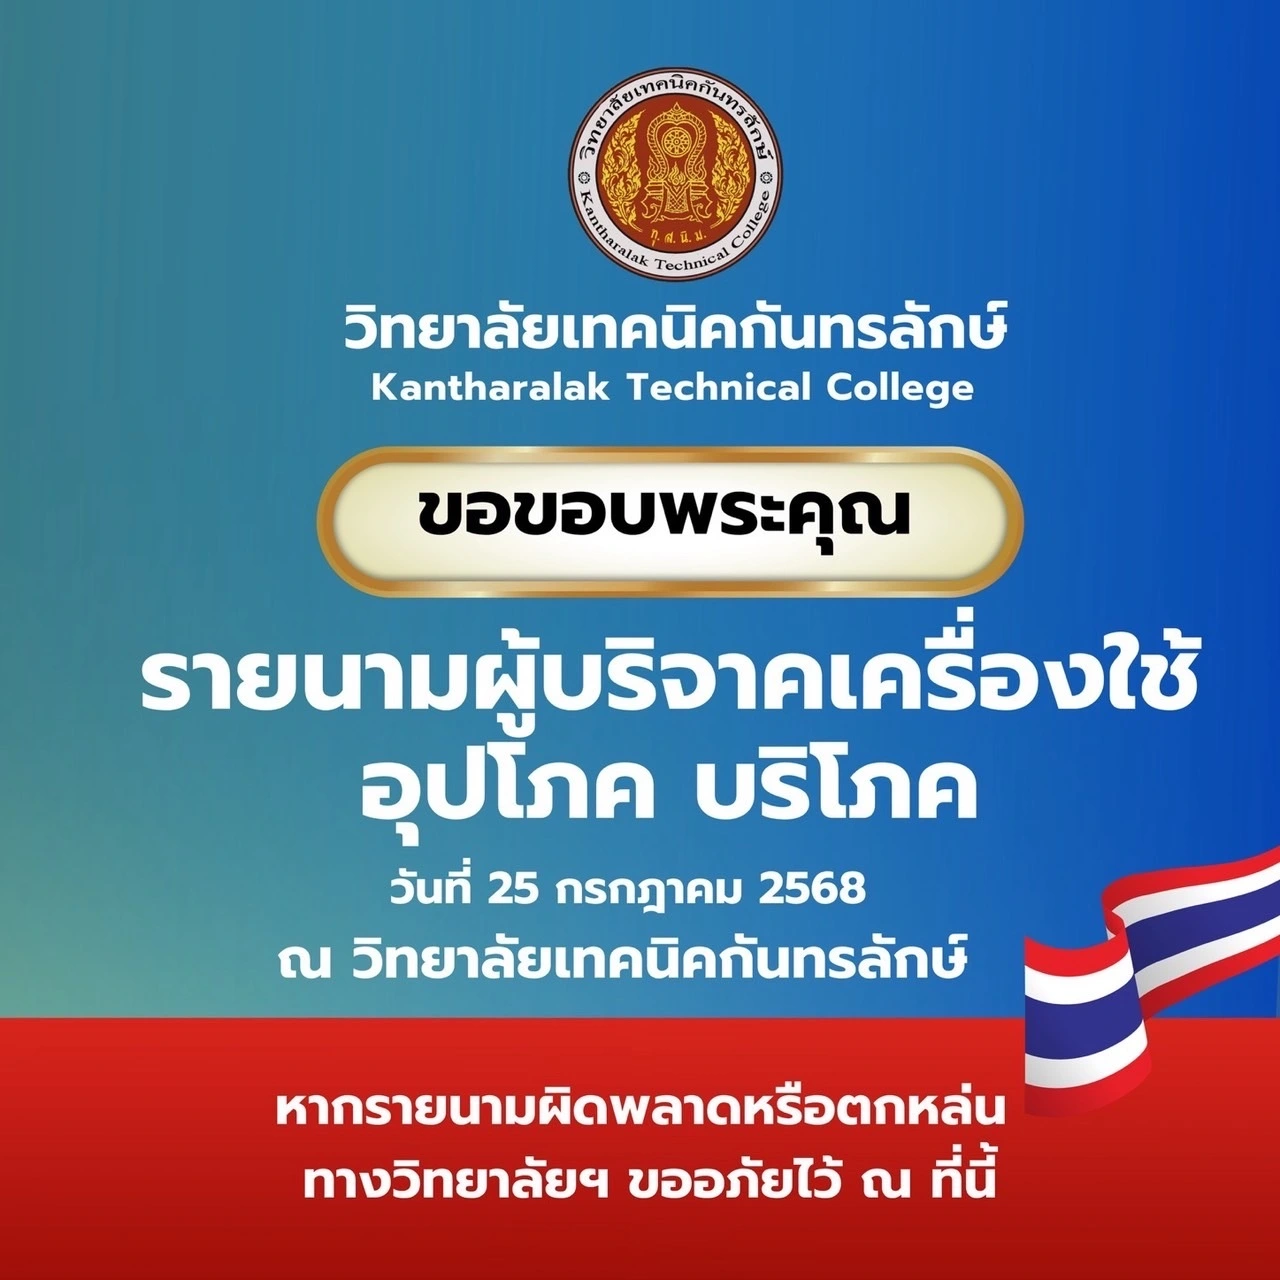 วิทยาลัยเทคนิคกันทรลักษ์
กุ.ส.นิ.ม.
Kantharalak Technical College
วิทยาลัยเทคนิคกันทรลักษ์
Kantharalak Technical College
ขอขอบพระคุณ
รายนามผู้บริจาคเครื่องใช้
อุปโภค บริโภค
วันที่ 25 กรกฎาคม 2568
ณ วิทยาลัยเทคนิคกันทรลักษ์
หากรายนามผิดพลาดหรือตกหล่น
ทางวิทยาลัยฯ ขออภัยไว้ ณ ที่นี้